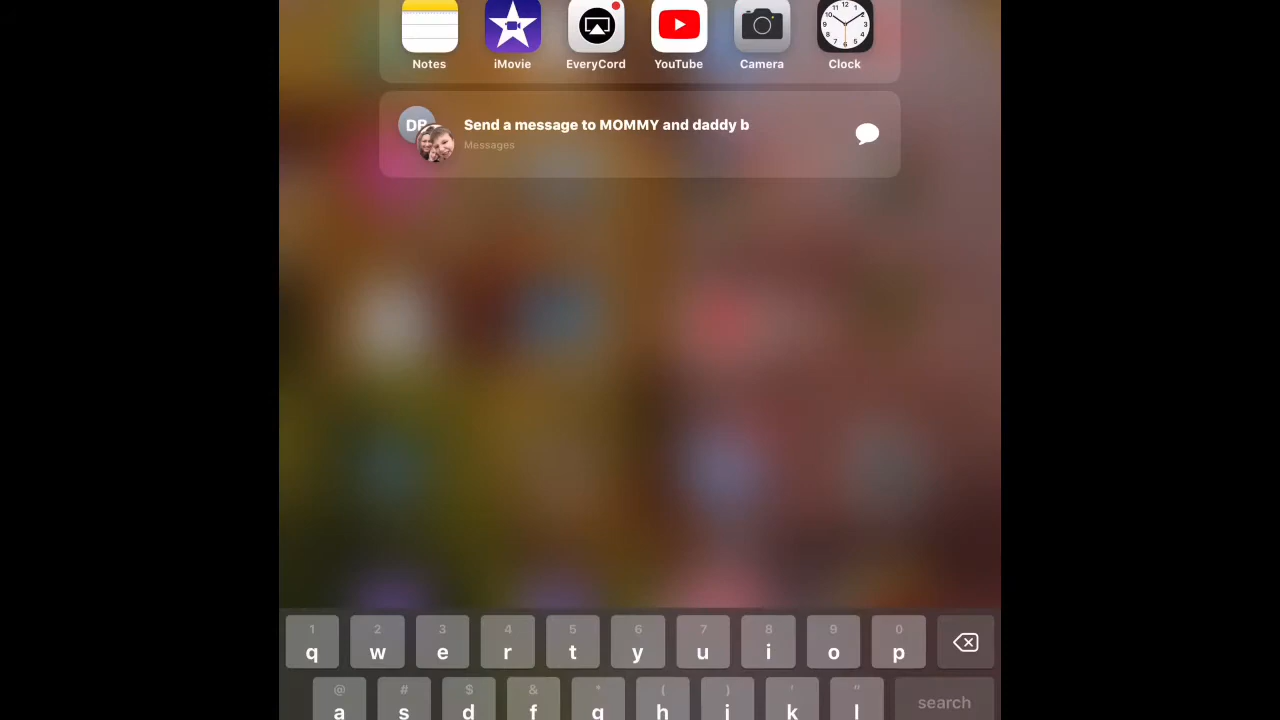 Notes iMovie EveryCord YouTube Camera Clock
DB
Send a message to MOMMY and daddy b
Messages
1 2 3 4 5 6 7 8 9 0
q w e r t y u i o p
@ # $ & * ( ) ' "
a s d f g h j k l search